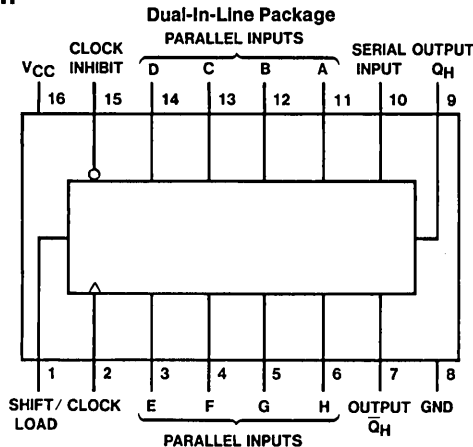 Dual-In-Line Package
PARALLEL INPUTS
CLOCK
INHIBIT
SERIAL OUTPUT
INPUT QH
VCC
D C B A
16 15 14 13 12 11 10 9
1 2 3 4 5 6 7 8
SHIFT/ CLOCK E F G H OUTPUT GND
LOAD Q̅H
PARALLEL INPUTS